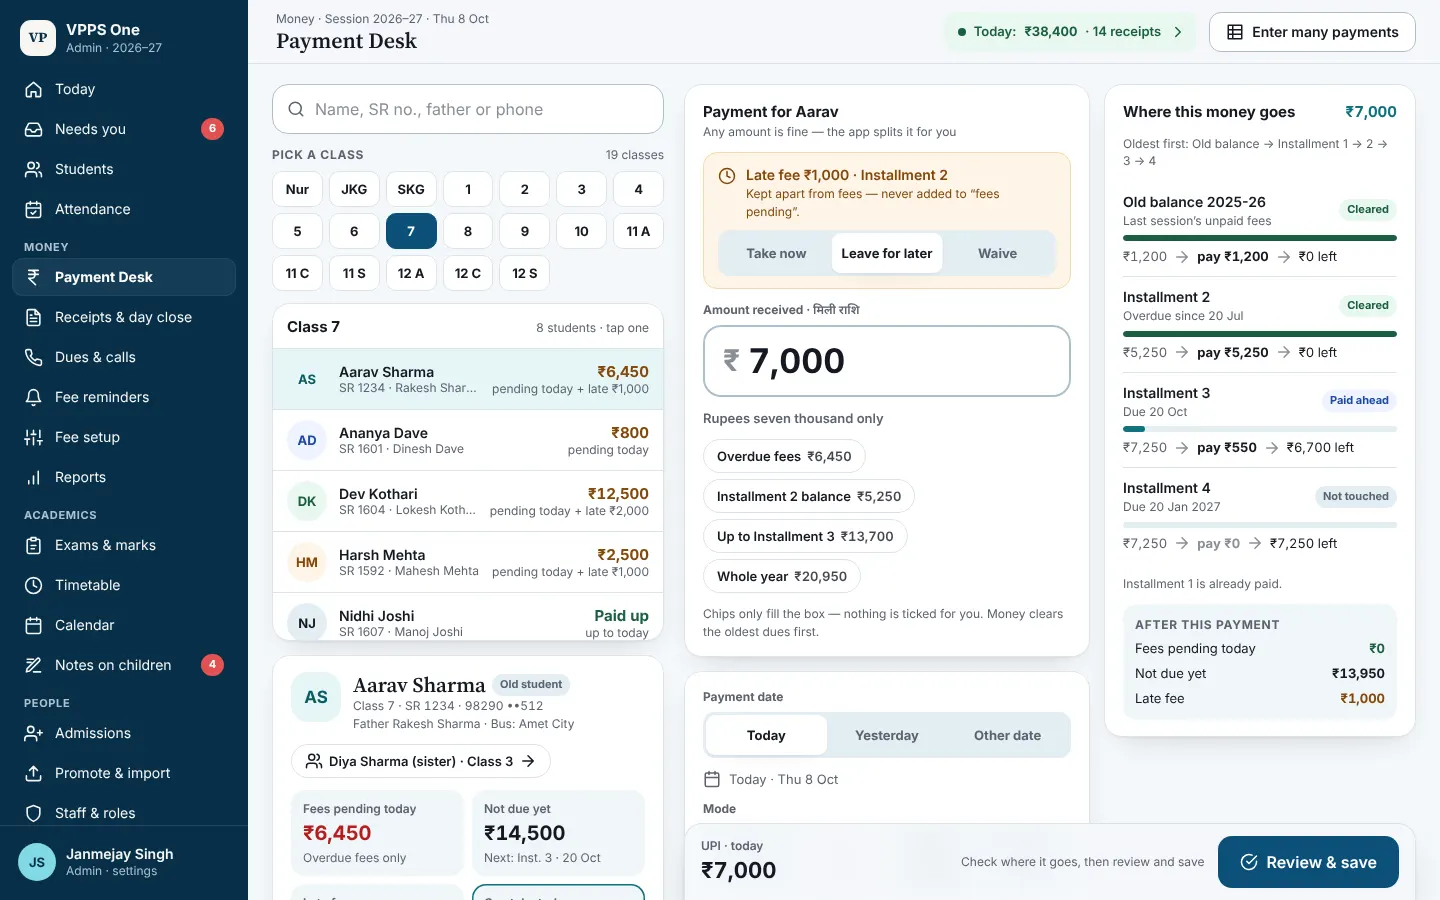 VP
VPPS One
Admin · 2026–27
Today
Needs you
6
Students
Attendance
MONEY
Payment Desk
Receipts & day close
Dues & calls
Fee reminders
Fee setup
Reports
ACADEMICS
Exams & marks
Timetable
Calendar
Notes on children
4
PEOPLE
Admissions
Promote & import
Staff & roles
JS
Janmejay Singh
Admin · settings
Money · Session 2026–27 · Thu 8 Oct
Payment Desk
Today: ₹38,400 · 14 receipts
Enter many payments
Name, SR no., father or phone
PICK A CLASS
19 classes
Nur JKG SKG 1 2 3 4
5 6 7 8 9 10 11 A
11 C 11 S 12 A 12 C 12 S
Class 7
8 students · tap one
AS
Aarav Sharma
₹6,450
SR 1234 · Rakesh Shar...
pending today + late ₹1,000
AD
Ananya Dave
₹800
SR 1601 · Dinesh Dave
pending today
DK
Dev Kothari
₹12,500
SR 1604 · Lokesh Koth...
pending today + late ₹2,000
HM
Harsh Mehta
₹2,500
SR 1592 · Mahesh Mehta
pending today + late ₹1,000
NJ
Nidhi Joshi
Paid up
SR 1607 · Manoj Joshi
up to today
AS
Aarav Sharma
Old student
Class 7 · SR 1234 · 98290 ••512
Father Rakesh Sharma · Bus: Amet City
Diya Sharma (sister) · Class 3 →
Fees pending today
₹6,450
Overdue fees only
Not due yet
₹14,500
Next: Inst. 3 · 20 Oct
Payment for Aarav
Any amount is fine — the app splits it for you
Late fee ₹1,000 · Installment 2
Kept apart from fees — never added to “fees
pending”.
Take now
Leave for later
Waive
Amount received · मिली राशि
₹ 7,000
Rupees seven thousand only
Overdue fees ₹6,450
Installment 2 balance ₹5,250
Up to Installment 3 ₹13,700
Whole year ₹20,950
Chips only fill the box — nothing is ticked for you. Money clears
the oldest dues first.
Payment date
Today
Yesterday
Other date
Today · Thu 8 Oct
Mode
UPI · today
₹7,000
Check where it goes, then review and save
Review & save
Where this money goes
₹7,000
Oldest first: Old balance → Installment 1 → 2 →
3 → 4
Old balance 2025-26
Last session’s unpaid fees
Cleared
₹1,200 → pay ₹1,200 → ₹0 left
Installment 2
Overdue since 20 Jul
Cleared
₹5,250 → pay ₹5,250 → ₹0 left
Installment 3
Due 20 Oct
Paid ahead
₹7,250 → pay ₹550 → ₹6,700 left
Installment 4
Due 20 Jan 2027
Not touched
₹7,250 → pay ₹0 → ₹7,250 left
Installment 1 is already paid.
AFTER THIS PAYMENT
Fees pending today ₹0
Not due yet ₹13,950
Late fee ₹1,000